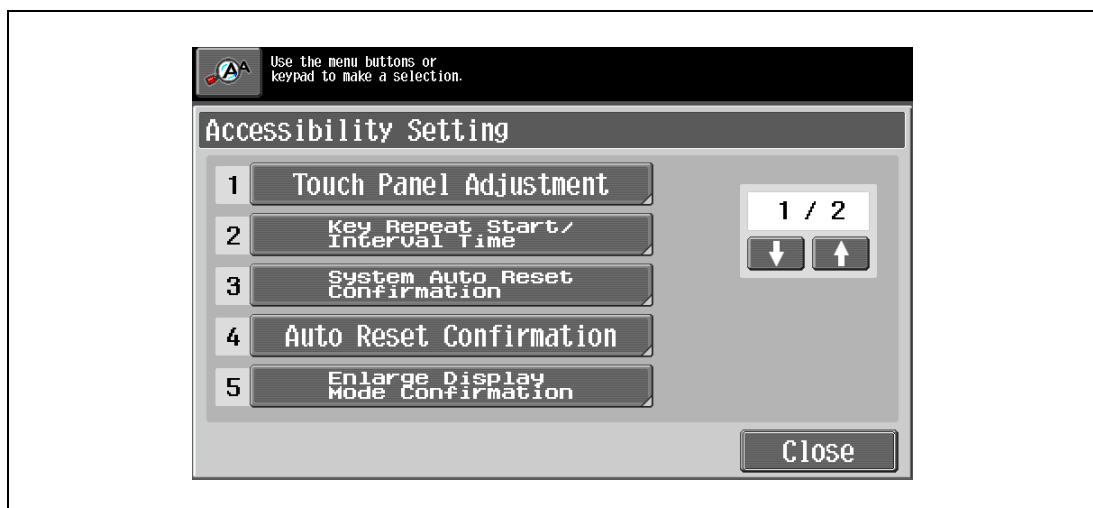 Use the menu buttons or
keypad to make a selection.
Accessibility Setting
1 Touch Panel Adjustment
1 / 2
2 Key Repeat Start/
Interval Time
3 System Auto Reset
Confirmation
4 Auto Reset Confirmation
5 Enlarge Display
Mode Confirmation
Close